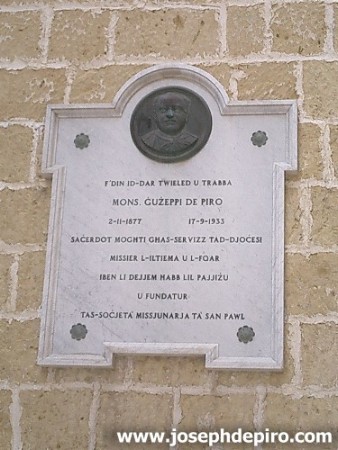 F'DIN ID-DAR TWIELED U TRABBA
MONS. ĠUŻEPPI DE PIRO
2-11-1877 17-9-1933
SAĊERDOT MOGĦTI GĦAS-SERVIZZ TAD-DJOĊESI
MISSIER L-ILTIEMA U L-FQAR
IBEN LI DEJJEM ĦABB LIL PAJJIŻU
U FUNDATUR
TAS-SOĊJETÀ MISSJUNARJA TA' SAN PAWL
www.josephdepiro.com